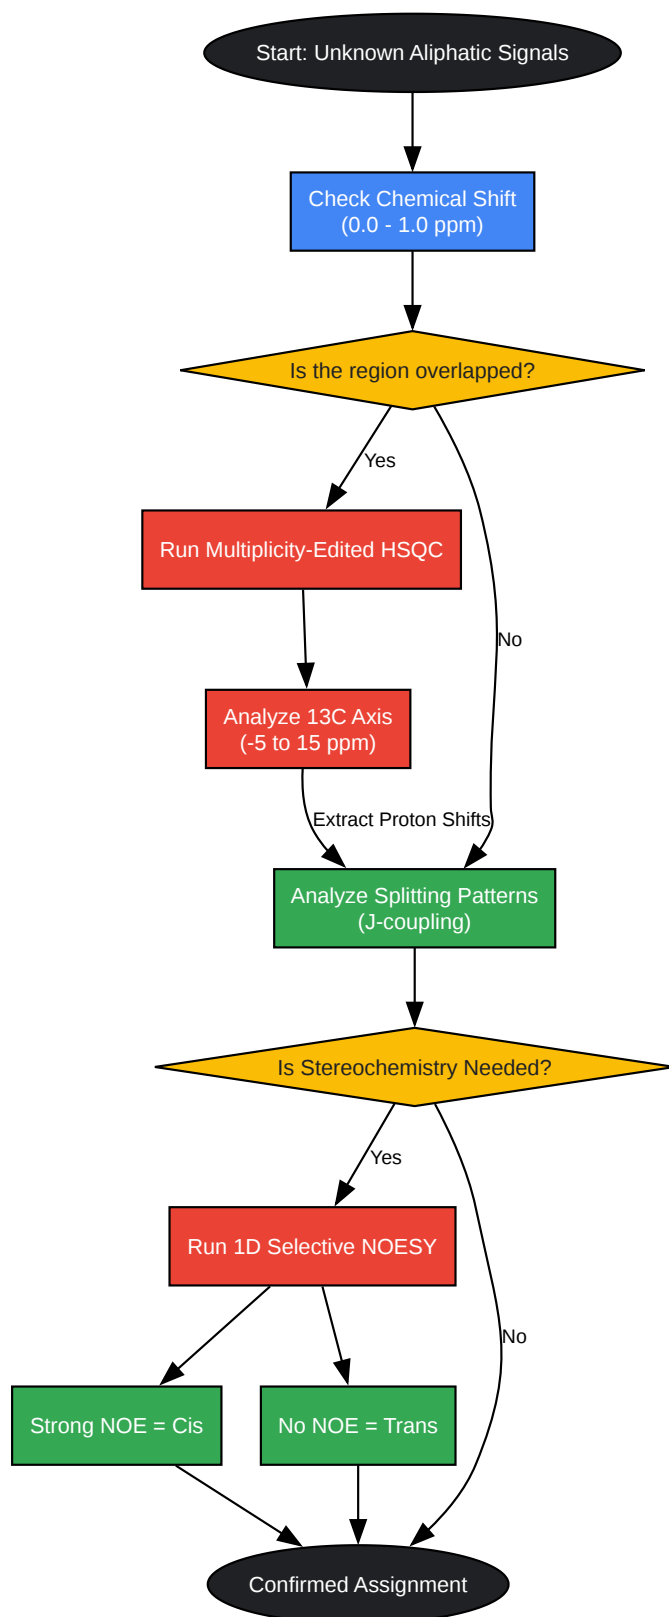 Start: Unknown Aliphatic Signals
Check Chemical Shift
(0.0 - 1.0 ppm)
Is the region overlapped?
Yes
Run Multiplicity-Edited HSQC
No
Analyze 13C Axis
(-5 to 15 ppm)
Extract Proton Shifts
Analyze Splitting Patterns
(J-coupling)
Is Stereochemistry Needed?
Yes
Run 1D Selective NOESY
No
Strong NOE = Cis
No NOE = Trans
Confirmed Assignment